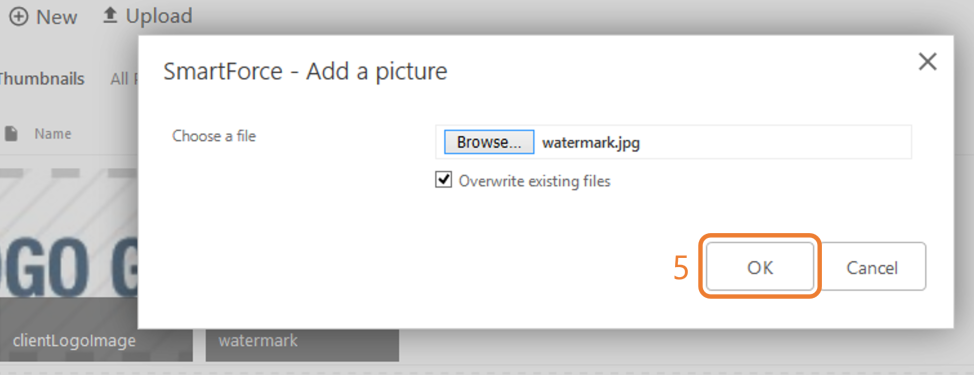 New Upload
SmartForce - Add a picture
Thumbnails All
Choose a file Browse... watermark.jpg
Name
Overwrite existing files
OGO G
5 OK Cancel
clientLogoImage watermark